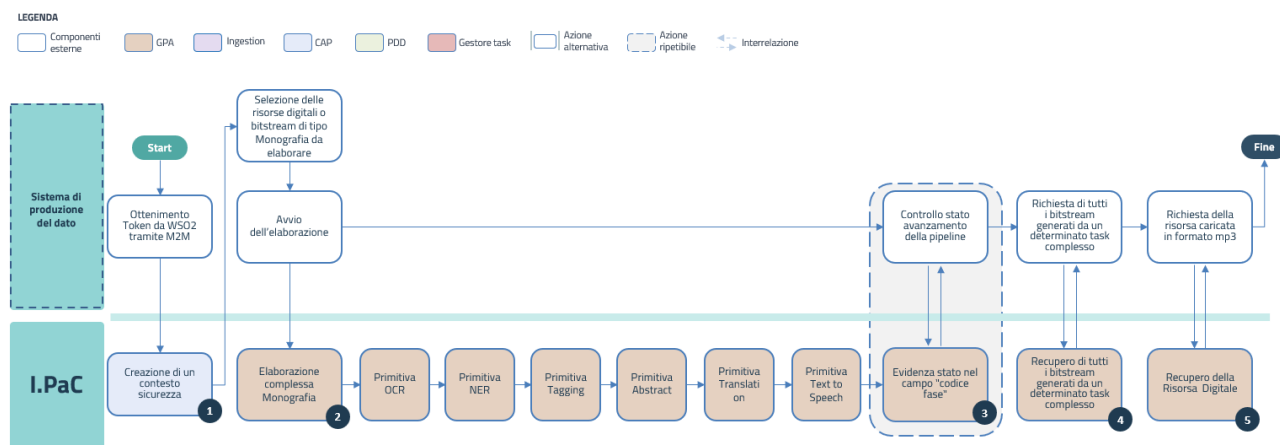 LEGENDA
Componenti
esterne
GPA
Ingestion
CAP
PDD
Gestore task
Azione
alternativa
Azione
ripetibile
Interrelazione
Sistema di
produzione
del dato
Start
Ottenimento
Token da WSO2
tramite M2M
Selezione delle
risorse digitali o
bitstream di tipo
Monografia da
elaborare
Avvio
dell'elaborazione
Controllo stato
avanzamento
della pipeline
Richiesta di tutti
i bitstream
generati da un
determinato task
complesso
Richiesta della
risorsa caricata
in formato mp3
Fine
I.PaC
Creazione di un
contesto
sicurezza
1
Elaborazione
complessa
Monografia
2
Primitiva
OCR
Primitiva
NER
Primitiva
Tagging
Primitiva
Abstract
Primitiva
Translati
on
Primitiva
Text to
Speech
Evidenza stato nel
campo "codice
fase"
3
Recupero di tutti
i bitstream
generati da un
determinato task
complesso
4
Recupero della
Risorsa Digitale
5